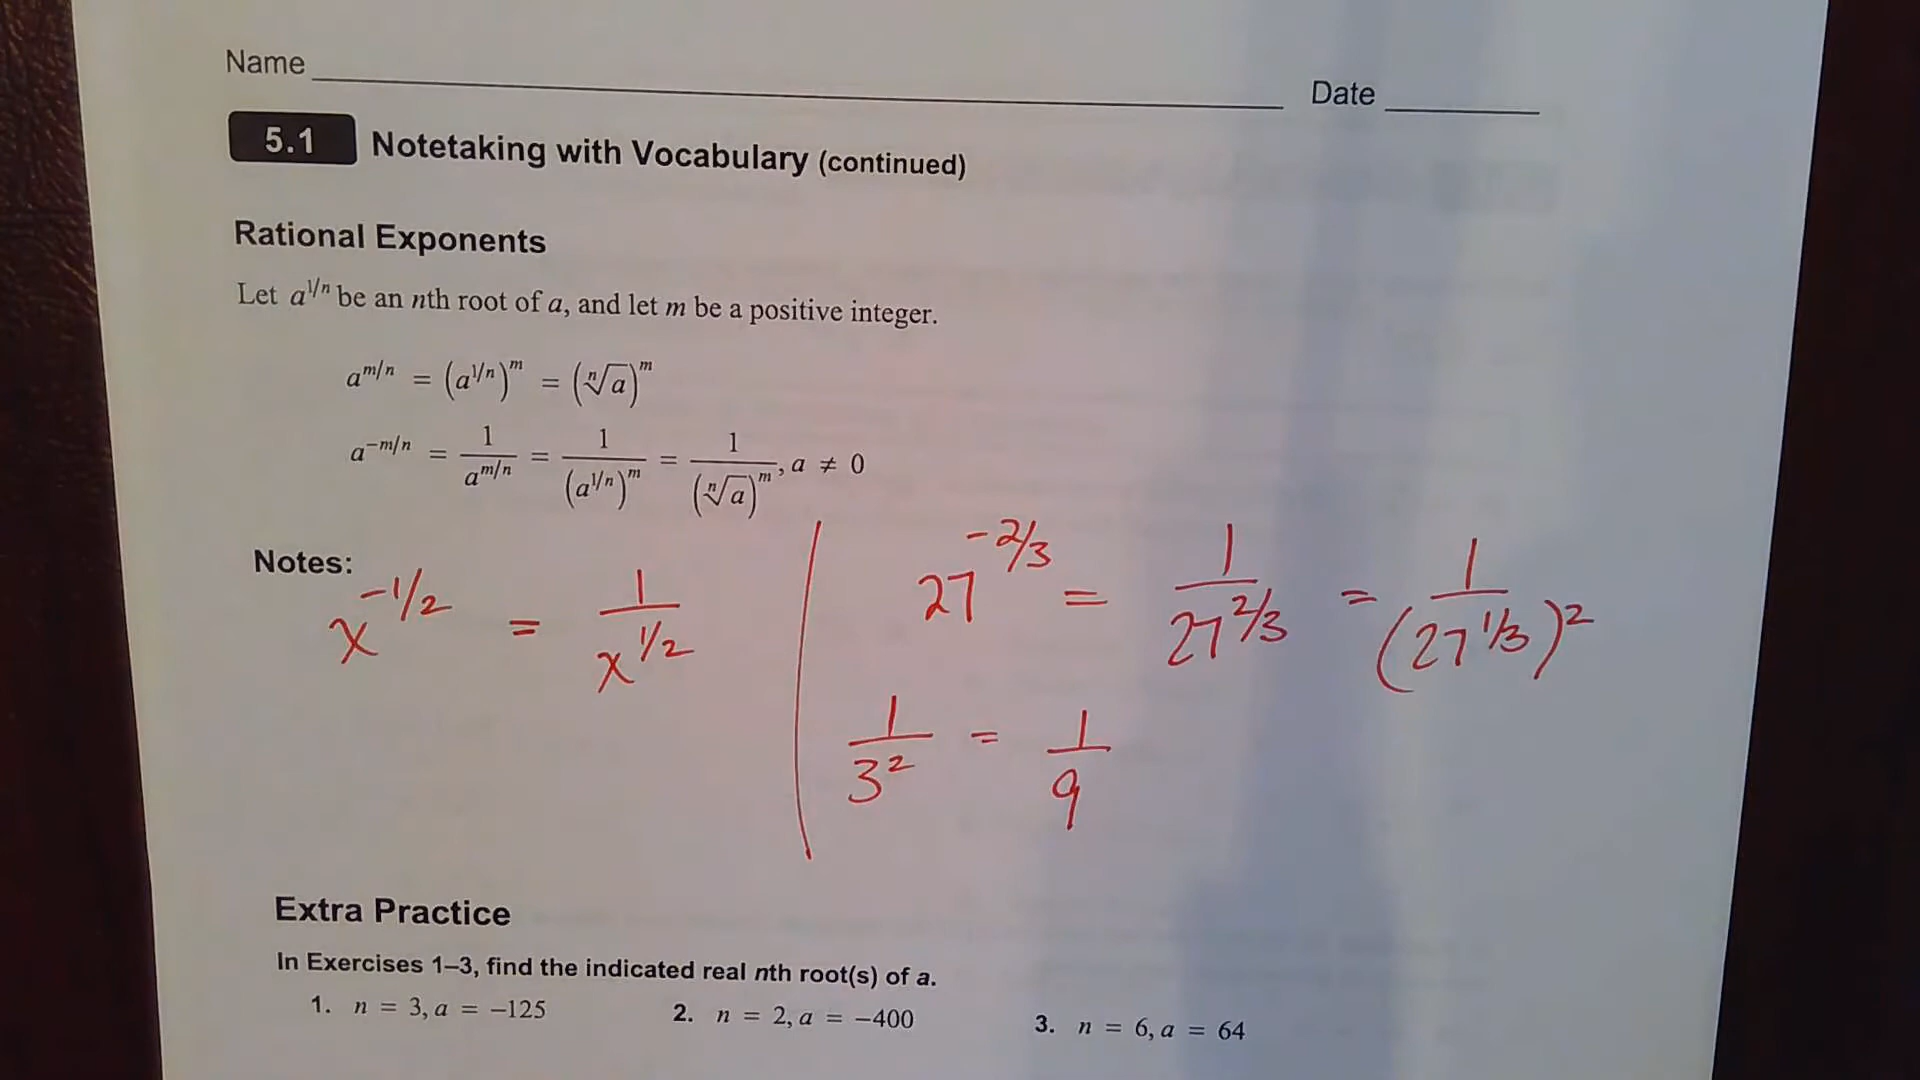 Name
Date
5.1 Notetaking with Vocabulary (continued)
Rational Exponents
Let a^{1/n} be an nth root of a, and let m be a positive integer.
a^{m/n} = (a^{1/n})^m = (ⁿ√a)^m
a^{-m/n} = 1/a^{m/n} = 1/(a^{1/n})^m = 1/(ⁿ√a)^m, a ≠ 0
Notes:
x^{-1/2} = 1/x^{1/2}
27^{-2/3} = 1/27^{2/3} = 1/(27^{1/3})^2
1/3^2 = 1/9
Extra Practice
In Exercises 1–3, find the indicated real nth root(s) of a.
1. n = 3, a = −125
2. n = 2, a = −400
3. n = 6, a = 64